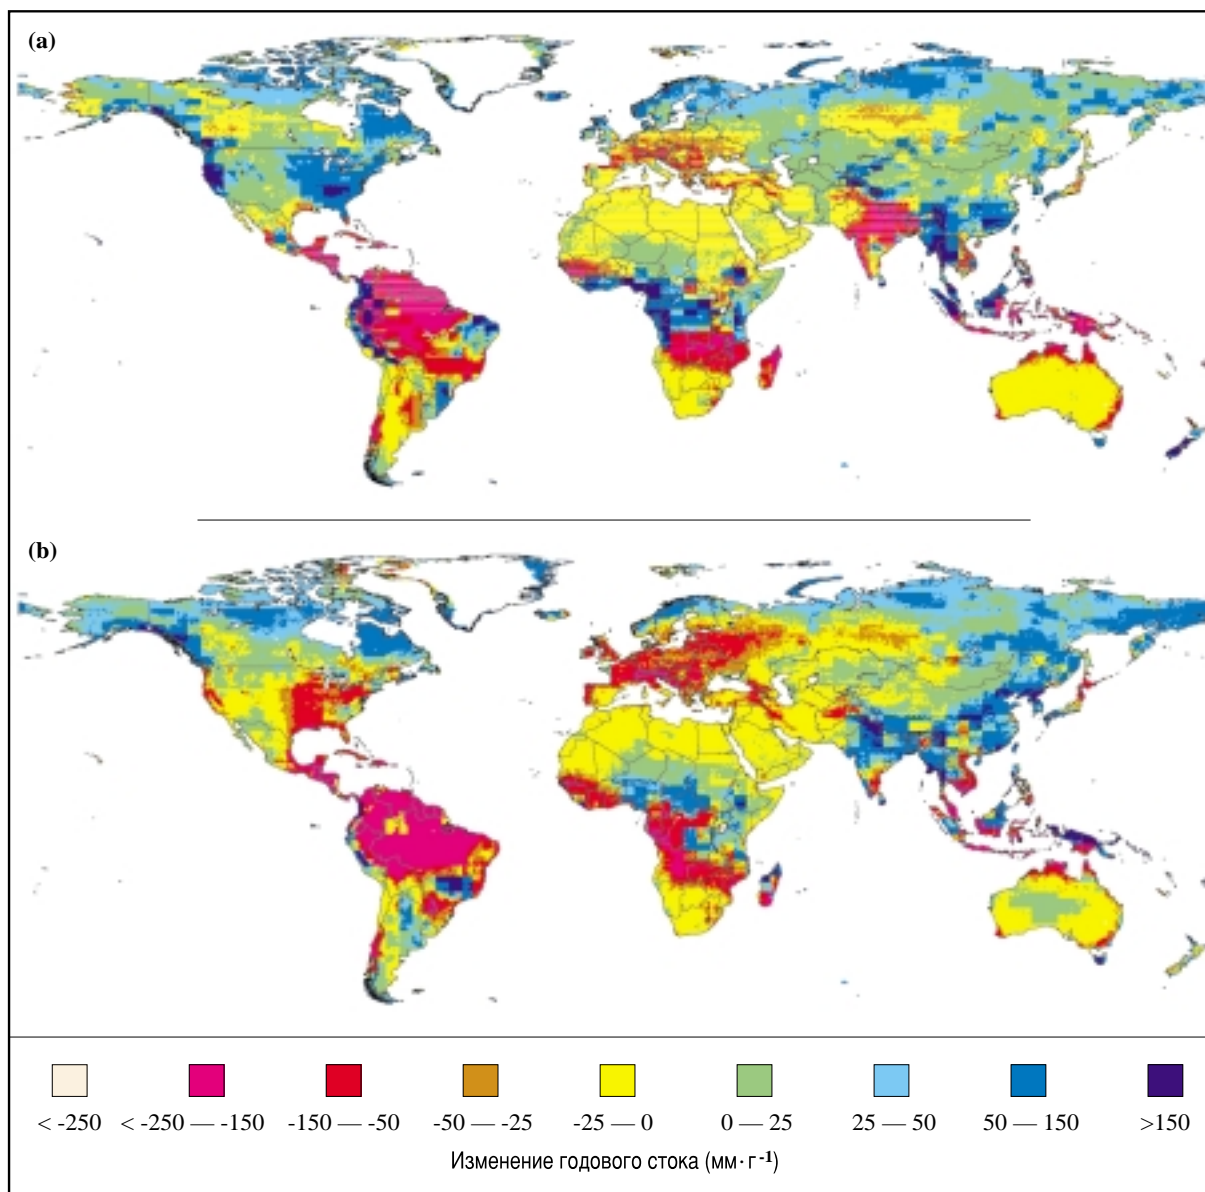 (a)
(b)
< -250 < -250 — -150 -150 — -50 -50 — -25 -25 — 0 0 — 25 25 — 50 50 — 150 >150
Изменение годового стока (мм · г⁻¹)